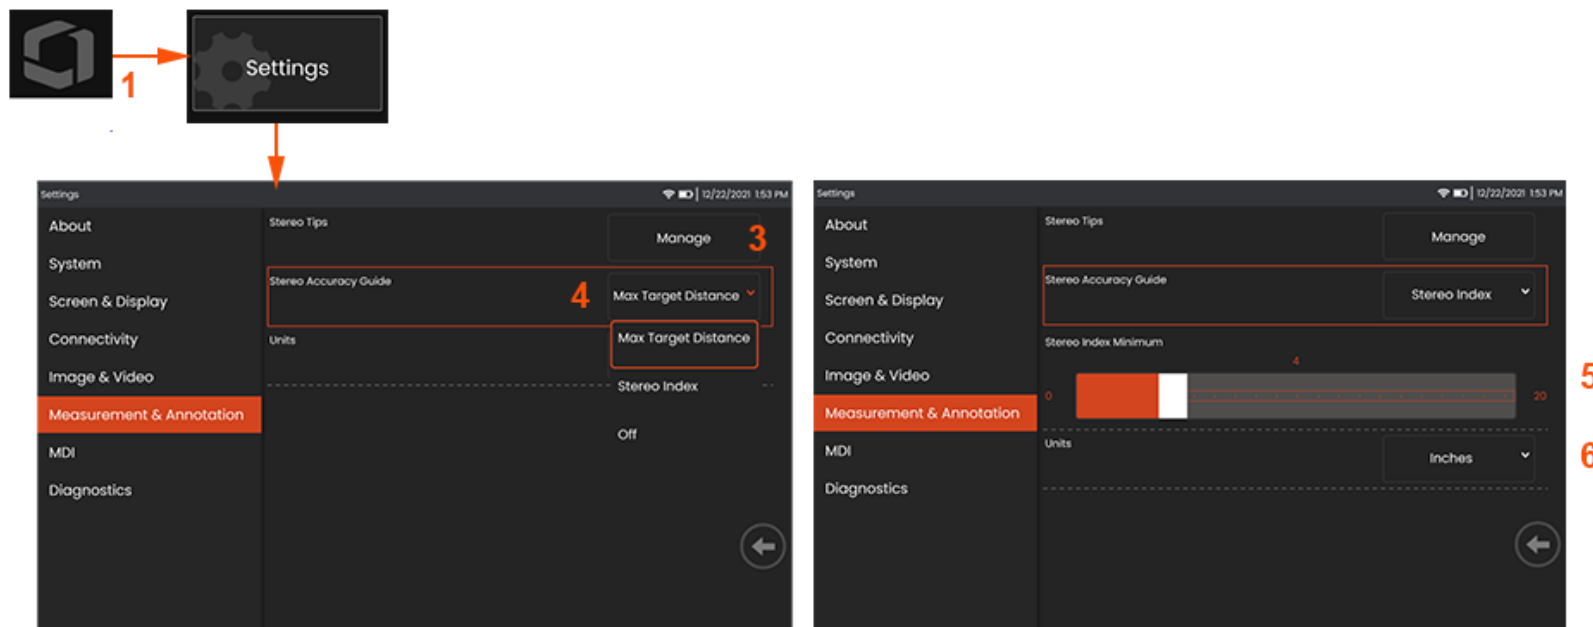 1
Settings
Settings
12/22/2021 1:53 PM
About
System
Screen & Display
Connectivity
Image & Video
Measurement & Annotation
MDI
Diagnostics
Stereo Tips
Manage
3
Stereo Accuracy Guide
4
Max Target Distance
Max Target Distance
Units
Stereo Index
Off
Settings
12/22/2021 1:53 PM
About
System
Screen & Display
Connectivity
Image & Video
Measurement & Annotation
MDI
Diagnostics
Stereo Tips
Manage
Stereo Accuracy Guide
Stereo Index
Stereo Index Minimum
4
0
20
5
Units
Inches
6